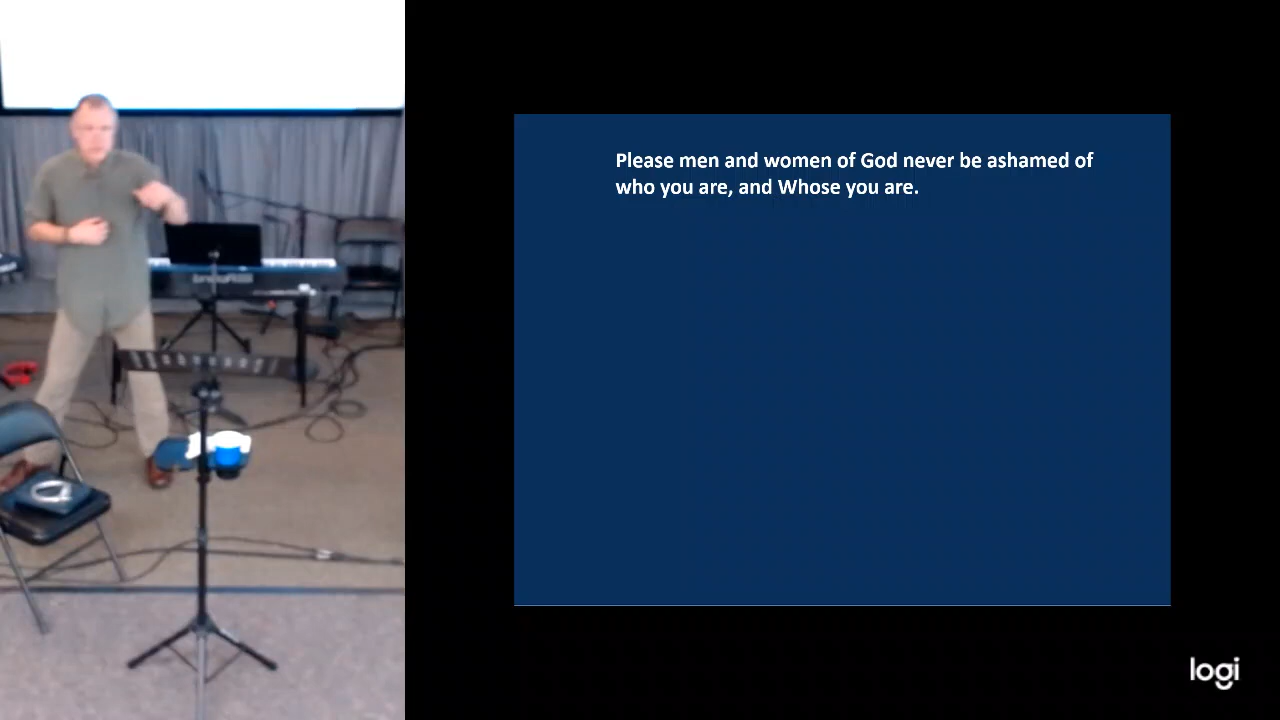 Please men and women of God never be ashamed of
who you are, and Whose you are.
logi